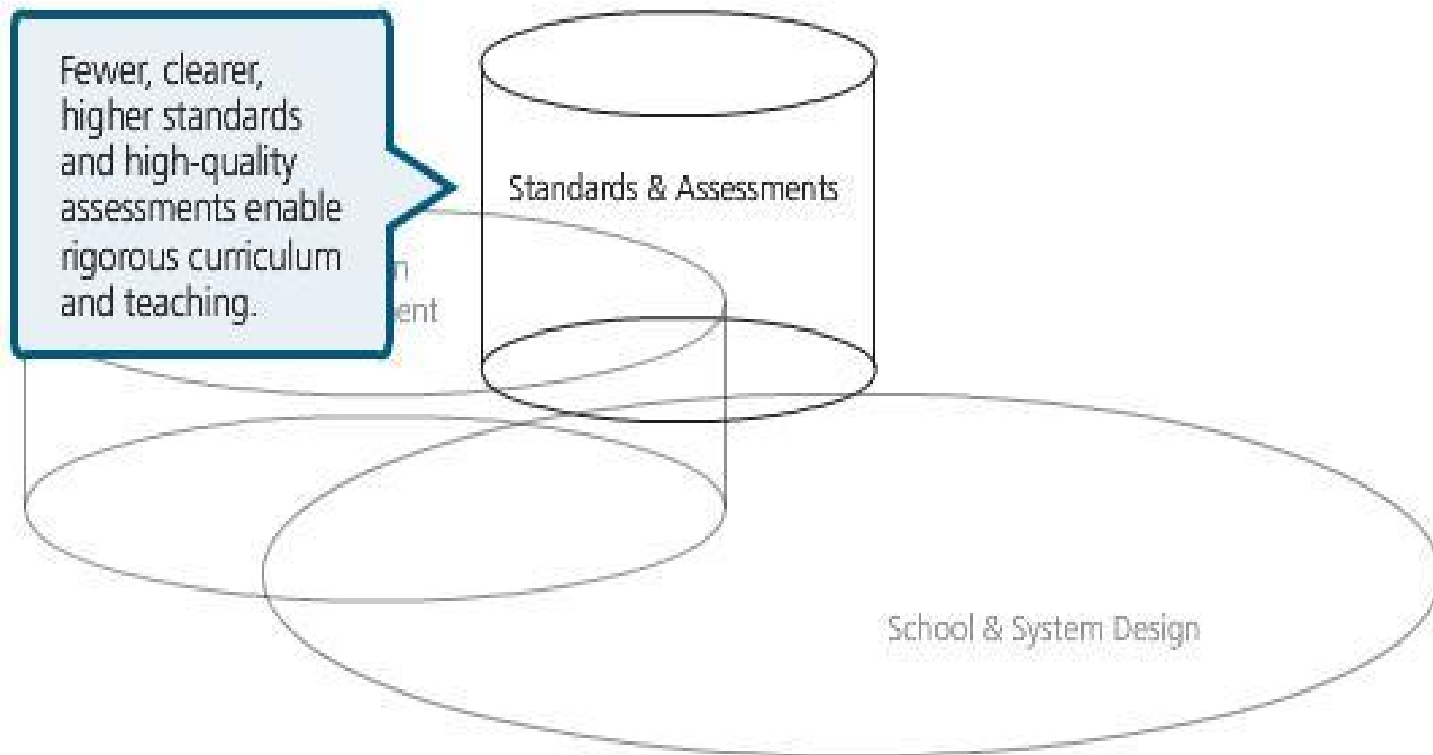 Fewer, clearer,
higher standards
and high-quality
assessments enable
rigorous curriculum
and teaching.
Standards & Assessments
School & System Design